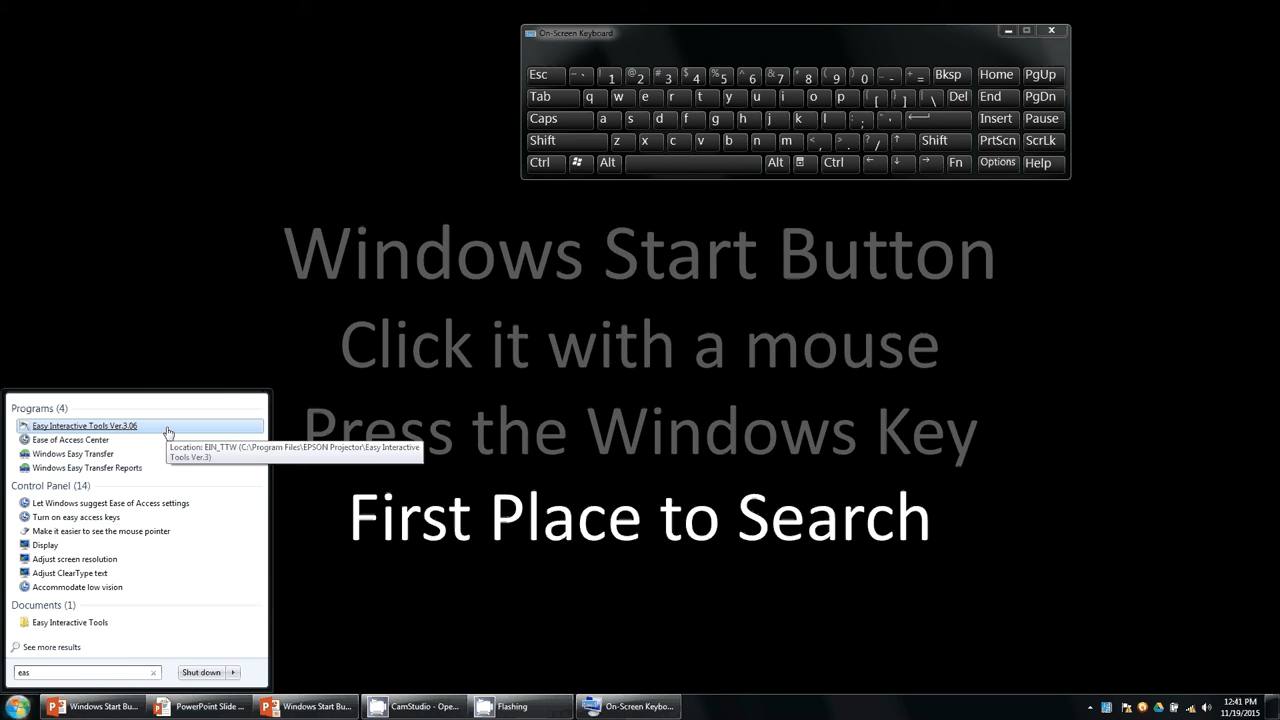 On-Screen Keyboard
Esc ~ ` ! 1 @ 2 # 3 $ 4 % 5 ^ 6 & 7 * 8 ( 9 ) 0 _ - + = Bksp Home PgUp
Tab q w e r t y u i o p { [ } ] | \ Del End PgDn
Caps a s d f g h j k l : ; " ' Insert Pause
Shift z x c v b n m < , > . ? / ↑ Shift PrtScn ScrLk
Ctrl Alt Alt Ctrl ← ↓ → Fn Options Help
Windows Start Button
Click it with a mouse
Press the Windows Key
First Place to Search
Programs (4)
Easy Interactive Tools Ver.3.06
Ease of Access Center
Location: EIN_TTW (C:\Program Files\EPSON Projector\Easy Interactive
Tools Ver.3)
Windows Easy Transfer
Windows Easy Transfer Reports
Control Panel (14)
Let Windows suggest Ease of Access settings
Turn on easy access keys
Make it easier to see the mouse pointer
Display
Adjust screen resolution
Adjust ClearType text
Accommodate low vision
Documents (1)
Easy Interactive Tools
See more results
eas
Shut down
Windows Start Bu... PowerPoint Slide ... Windows Start Bu... CamStudio - Ope... Flashing On-Screen Keybo...
12:41 PM
11/19/2015